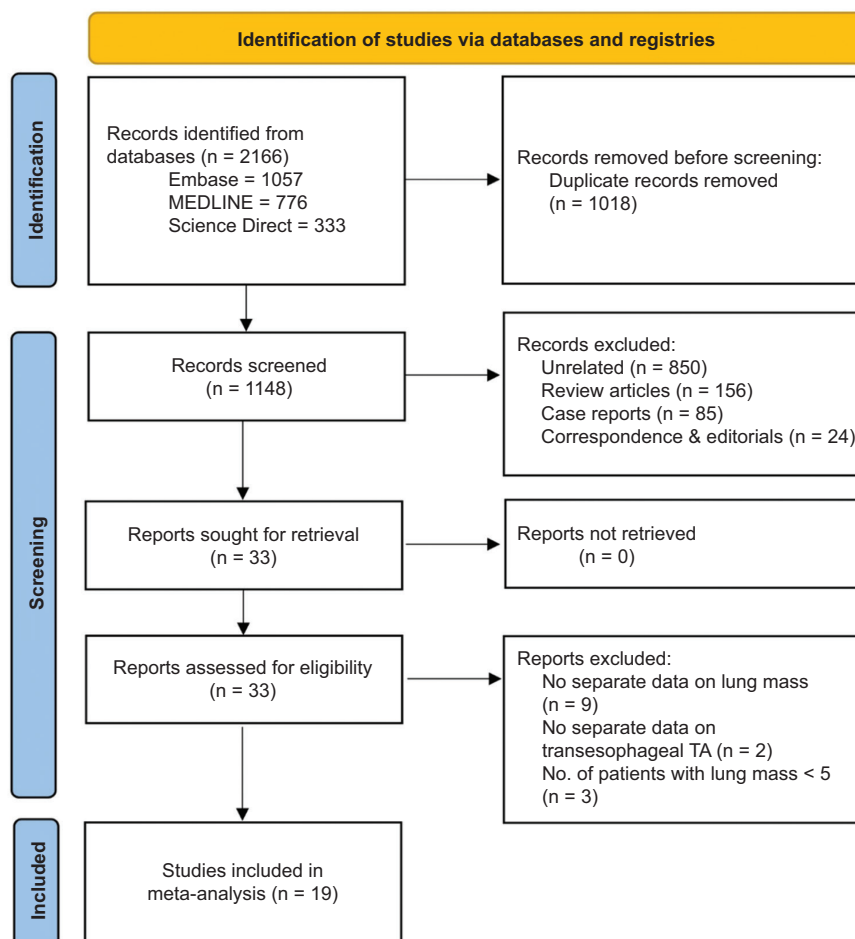 Identification of studies via databases and registries
Identification
Records identified from
databases (n = 2166)
Embase = 1057
MEDLINE = 776
Science Direct = 333
Records removed before screening:
Duplicate records removed
(n = 1018)
Screening
Records screened
(n = 1148)
Records excluded:
Unrelated (n = 850)
Review articles (n = 156)
Case reports (n = 85)
Correspondence & editorials (n = 24)
Reports sought for retrieval
(n = 33)
Reports not retrieved
(n = 0)
Reports assessed for eligibility
(n = 33)
Reports excluded:
No separate data on lung mass
(n = 9)
No separate data on
transesophageal TA (n = 2)
No. of patients with lung mass < 5
(n = 3)
Included
Studies included in
meta-analysis (n = 19)